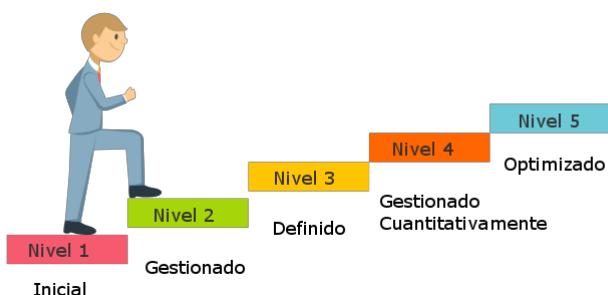 Nivel 1
Inicial
Nivel 2
Gestionado
Nivel 3
Definido
Nivel 4
Gestionado
Cuantitativamente
Nivel 5
Optimizado